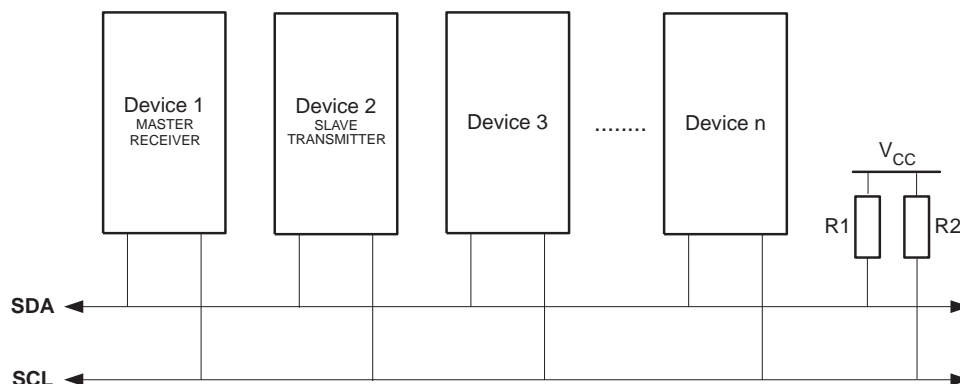 Device 1
MASTER
RECEIVER
Device 2
SLAVE
TRANSMITTER
Device 3
........
Device n
VCC
R1
R2
SDA
SCL